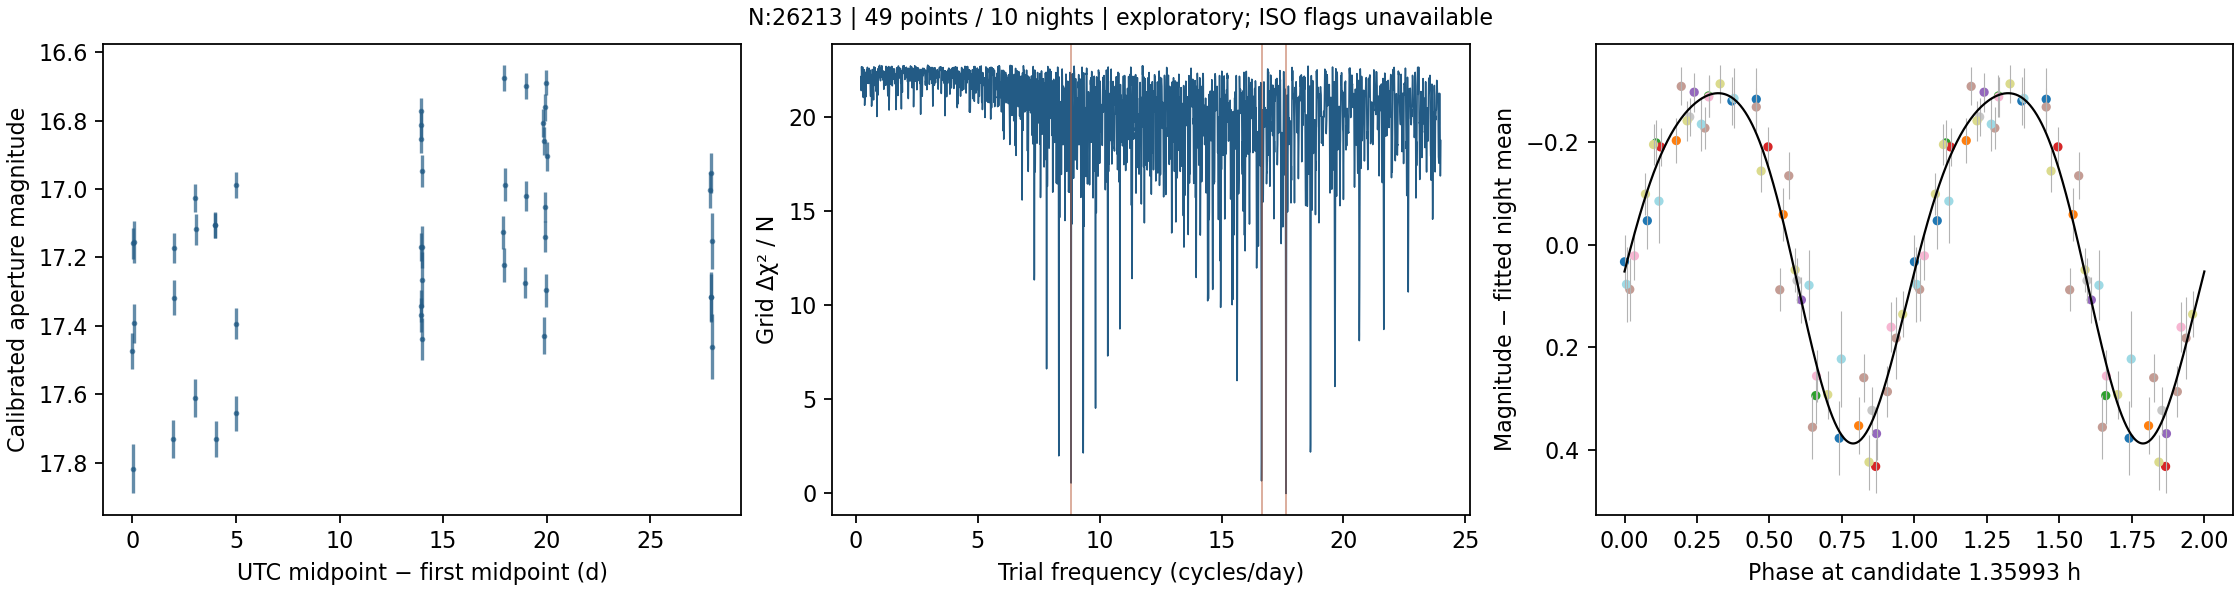 N:26213 | 49 points / 10 nights | exploratory; ISO flags unavailable
Calibrated aperture magnitude
16.6
16.8
17.0
17.2
17.4
17.6
17.8
0 5 10 15 20 25
UTC midpoint − first midpoint (d)
Grid Δχ² / N
20
15
10
5
0
0 5 10 15 20 25
Trial frequency (cycles/day)
Magnitude − fitted night mean
−0.2
0.0
0.2
0.4
0.00 0.25 0.50 0.75 1.00 1.25 1.50 1.75 2.00
Phase at candidate 1.35993 h